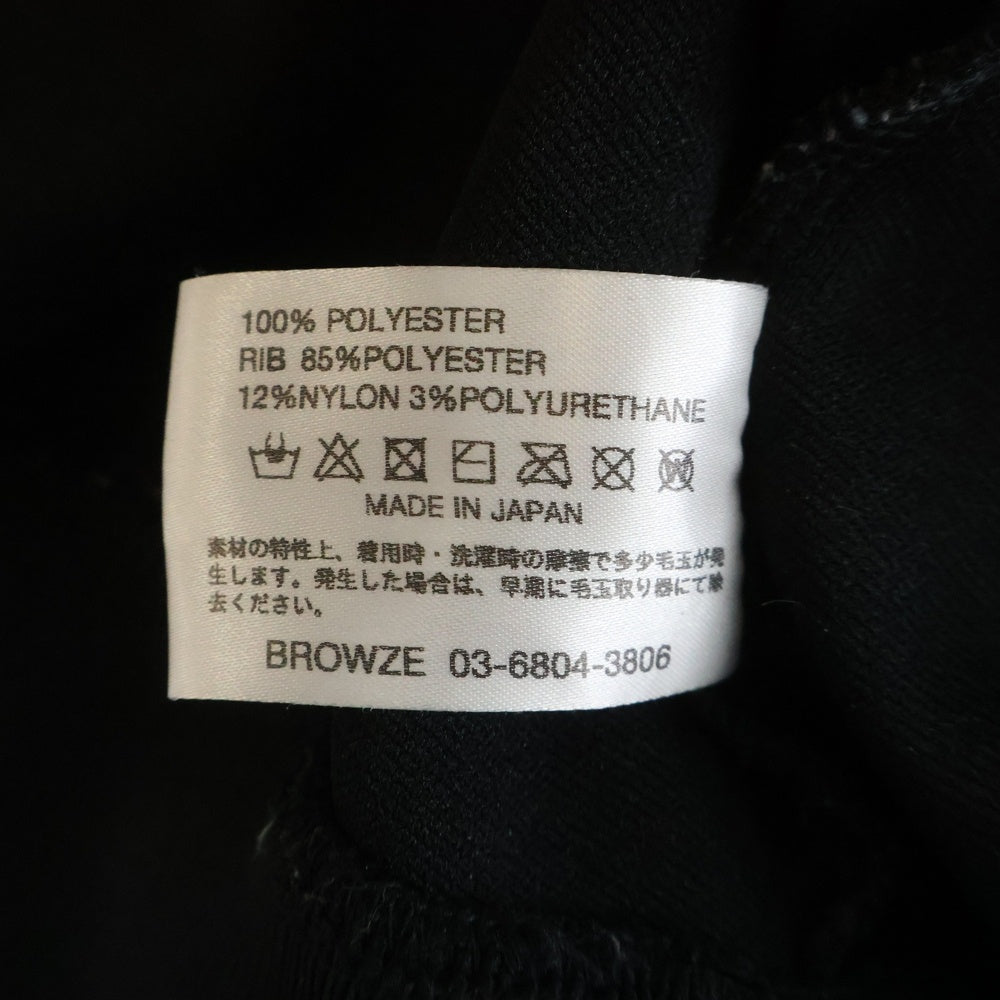 100% POLYESTER
RIB 85%POLYESTER
12%NYLON 3%POLYURETHANE
MADE IN JAPAN
素材の特性上、着用時・洗濯時の摩擦で多少毛玉が発
生します。発生した場合は、早期に毛玉取り器にて除
去ください。
BROWZE 03-6804-3806